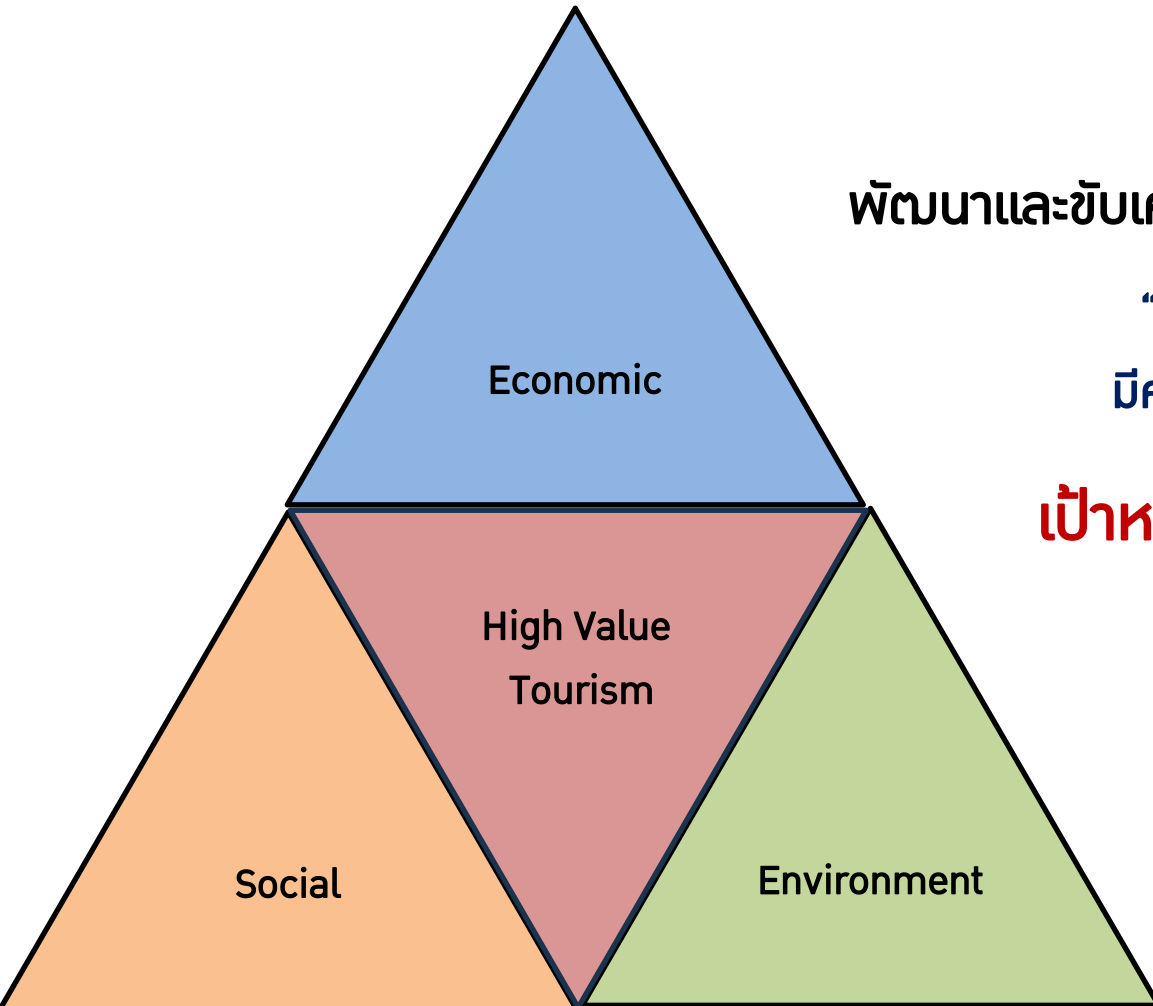 พัฒนาและขับเค
“
มีค
Economic
เป้าห
High Value
Tourism
Social
Environment